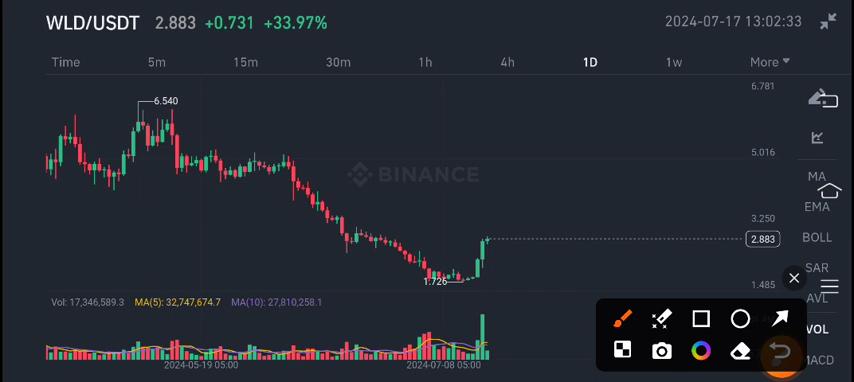 WLD/USDT 2.883 +0.731 +33.97% 2024-07-17 13:02:33
Time 5m 15m 30m 1h 4h 1D 1w More
6.781
6.540
5.016
BINANCE
MA
EMA
3.250
2.883
BOLL
SAR
1.726
1.485
AVL
Vol: 17,346,589.3 MA(5): 32,747,674.7 MA(10): 27,810,258.1
VOL
MACD
2024-05-19 05:00 2024-07-08 05:00